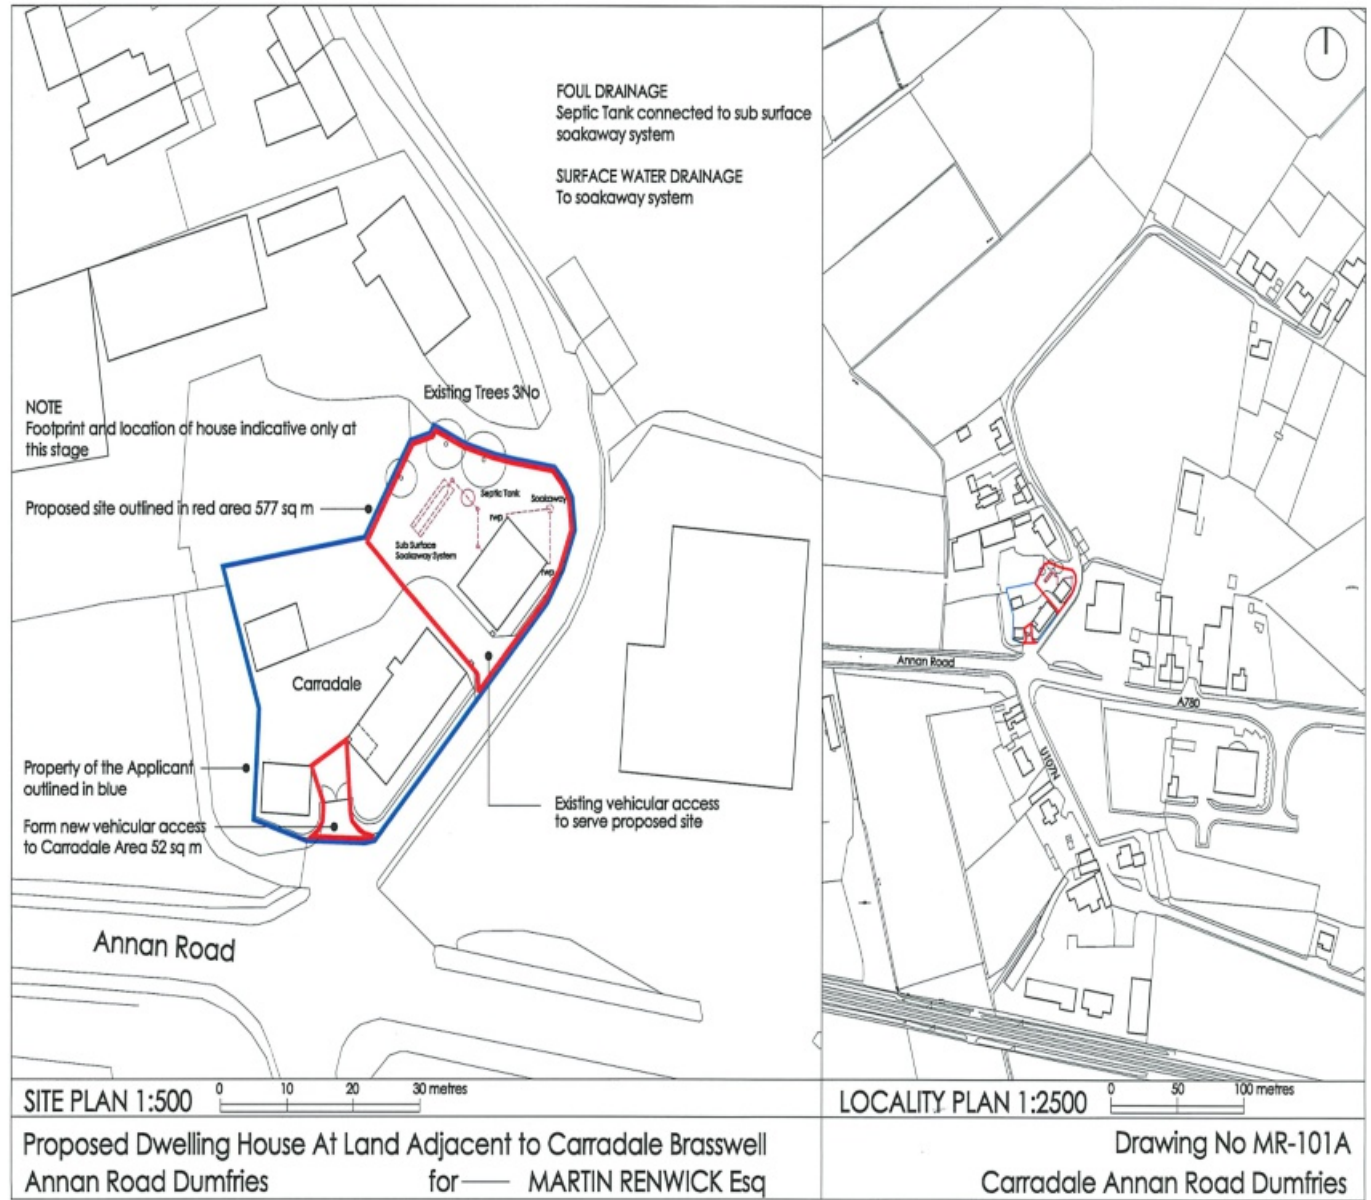 FOUL DRAINAGE
Septic Tank connected to sub surface
soakaway system
SURFACE WATER DRAINAGE
To soakaway system
Existing Trees 3No
NOTE
Footprint and location of house indicative only at
this stage
Proposed site outlined in red area 577 sq m
Septic Tank
Soakaway
rwp
Sub Surface
Soakaway System
rwp
Carradale
Property of the Applicant
outlined in blue
Form new vehicular access
to Carradale Area 52 sq m
Existing vehicular access
to serve proposed site
Annan Road
Annan Road
A780
U107N
SITE PLAN 1:500
0 10 20 30 metres
LOCALITY PLAN 1:2500
0 50 100 metres
Proposed Dwelling House At Land Adjacent to Carradale Brasswell
Annan Road Dumfries for MARTIN RENWICK Esq
Drawing No MR-101A
Carradale Annan Road Dumfries